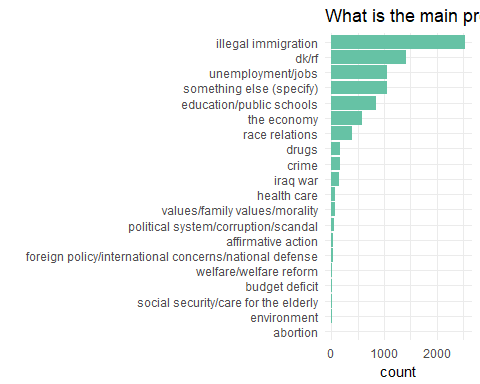 What is the main pr
illegal immigration
dk/rf
unemployment/jobs
something else (specify)
education/public schools
the economy
race relations
drugs
crime
iraq war
health care
values/family values/morality
political system/corruption/scandal
affirmative action
foreign policy/international concerns/national defense
welfare/welfare reform
budget deficit
social security/care for the elderly
environment
abortion
0 1000 2000
count